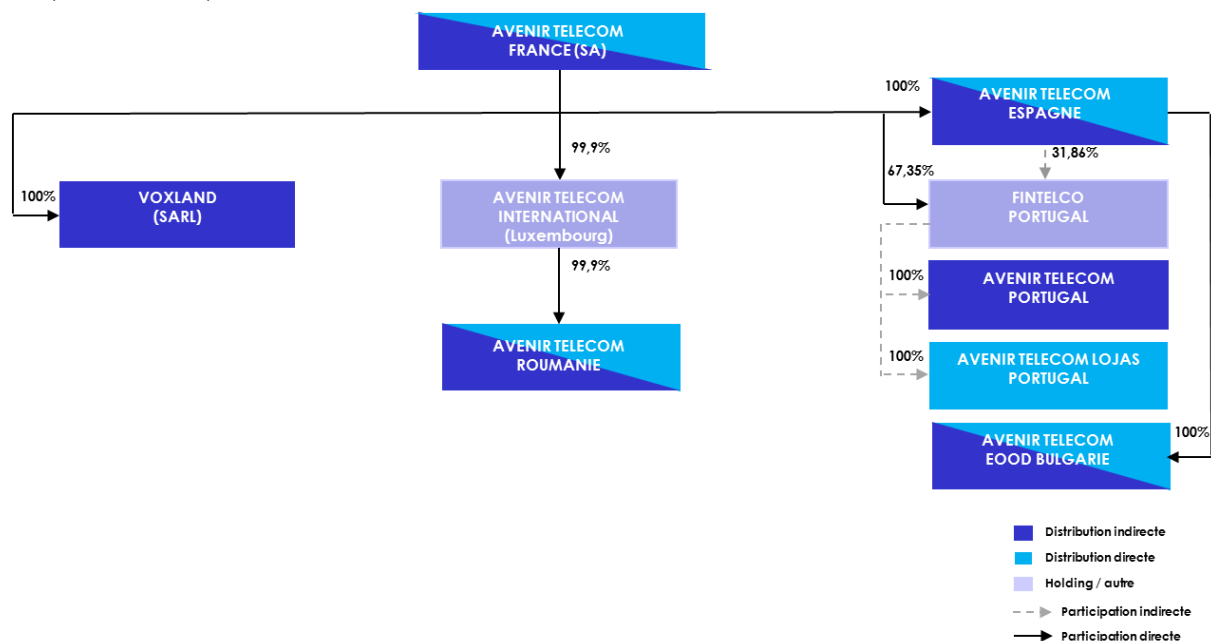 AVENIR TELECOM
FRANCE (SA)
100%
AVENIR TELECOM
ESPAGNE
99,9%
31,86%
67,35%
100%
VOXLAND
(SARL)
AVENIR TELECOM
INTERNATIONAL
(Luxembourg)
FINTELCO
PORTUGAL
99,9%
100%
AVENIR TELECOM
PORTUGAL
AVENIR TELECOM
ROUMANIE
100%
AVENIR TELECOM LOJAS
PORTUGAL
AVENIR TELECOM
EOOD BULGARIE
100%
Distribution indirecte
Distribution directe
Holding / autre
Participation indirecte
Participation directe